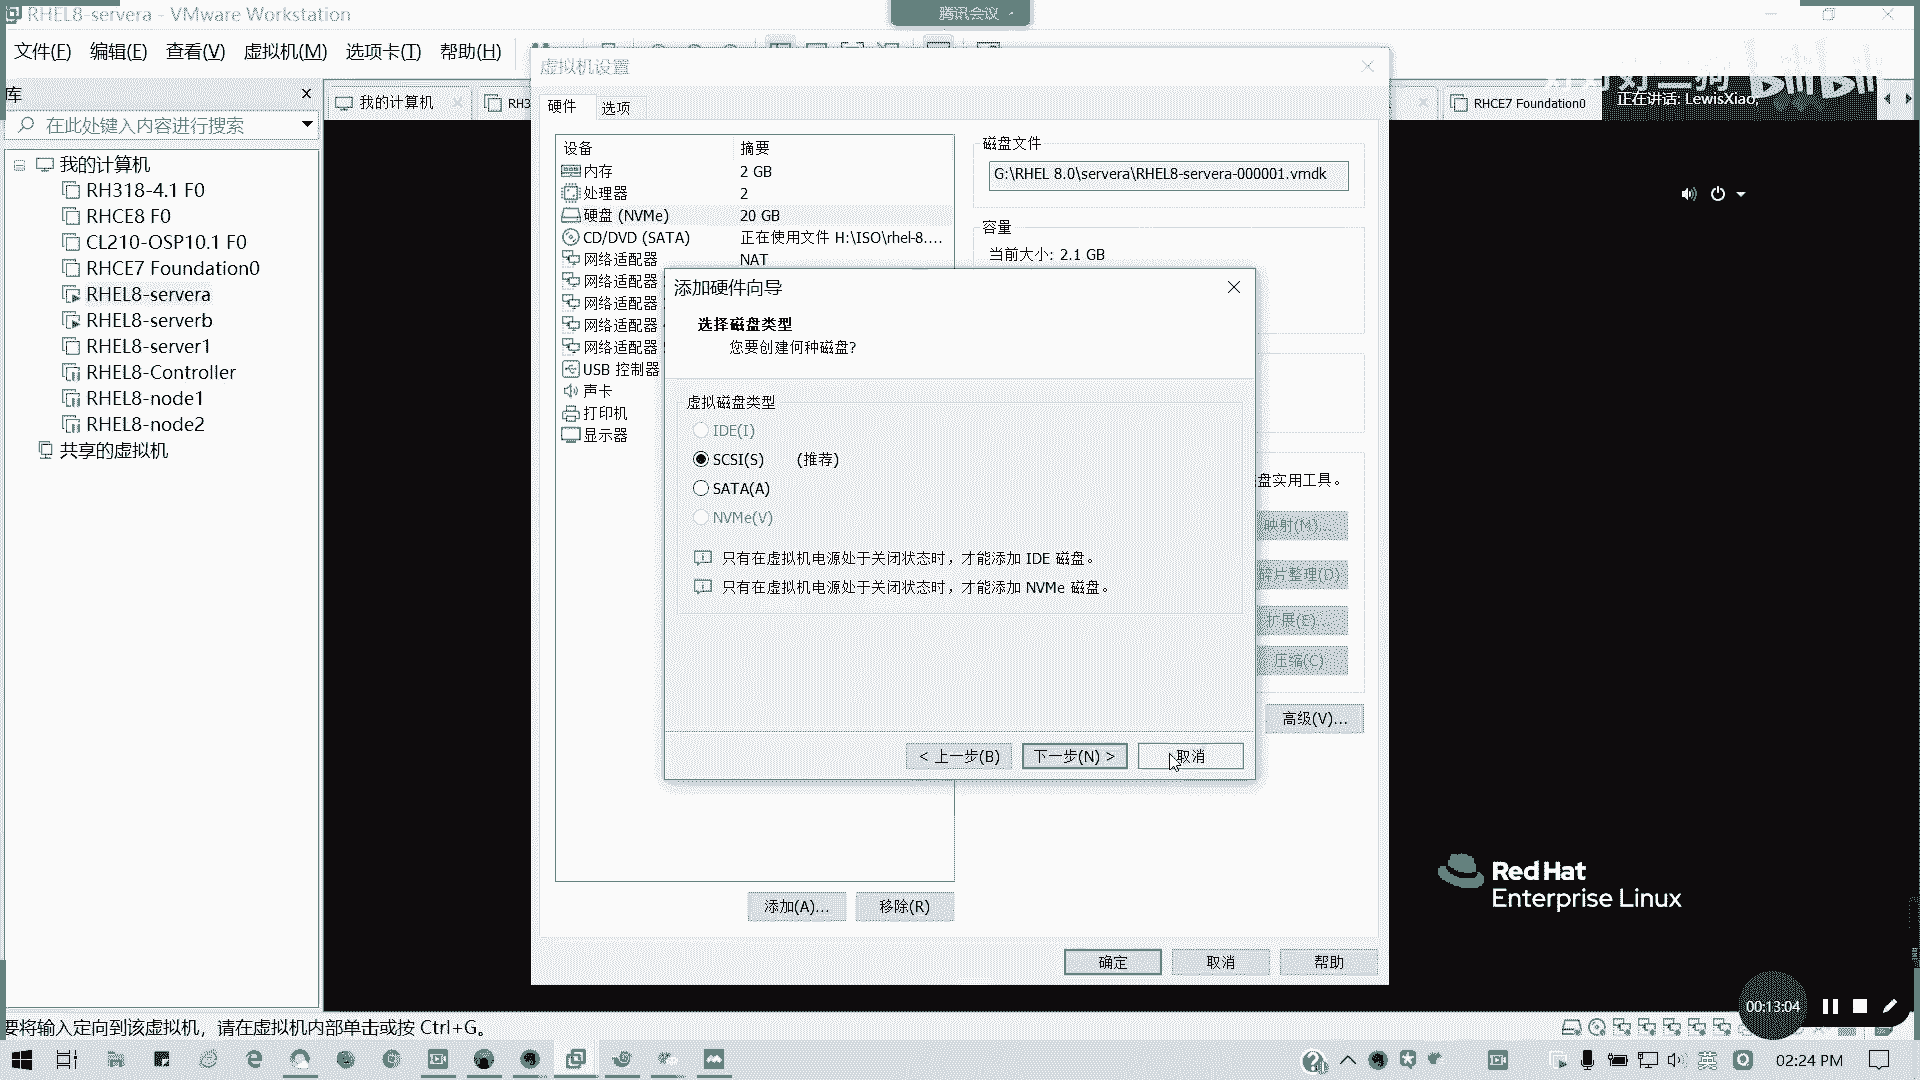 RHEL8-servera - VMware Workstation
腾讯会议
文件(F) 编辑(E) 查看(V) 虚拟机(M) 选项卡(T) 帮助(H)
虚拟机设置
库
我的计算机
RH3
RHCE7 Foundation0
正在讲话: LewisXiao;
bilibili
硬件
选项
在此处键入内容进行搜索
我的计算机
RH318-4.1 F0
RHCE8 F0
CL210-OSP10.1 F0
RHCE7 Foundation0
RHEL8-servera
RHEL8-serverb
RHEL8-server1
RHEL8-Controller
RHEL8-node1
RHEL8-node2
共享的虚拟机
设备 摘要
内存 2 GB
处理器 2
硬盘 (NVMe) 20 GB
CD/DVD (SATA) 正在使用文件 H:\ISO\rhel-8....
网络适配器 NAT
网络适配器
网络适配器
网络适配器
网络适配器
USB 控制器
声卡
打印机
显示器
磁盘文件
G:\RHEL 8.0\servera\RHEL8-servera-000001.vmdk
容量
当前大小: 2.1 GB
盘实用工具。
映射(M)...
碎片整理(D)
扩展(E)...
压缩(C)
高级(V)...
添加硬件向导
选择磁盘类型
您要创建何种磁盘?
虚拟磁盘类型
IDE(I)
SCSI(S) (推荐)
SATA(A)
NVMe(V)
只有在虚拟机电源处于关闭状态时，才能添加 IDE 磁盘。
只有在虚拟机电源处于关闭状态时，才能添加 NVMe 磁盘。
< 上一步(B)
下一步(N) >
取消
添加(A)...
移除(R)
确定
取消
帮助
Red Hat
Enterprise Linux
00:13:04
要将输入定向到该虚拟机，请在虚拟机内部单击或按 Ctrl+G。
英
02:24 PM